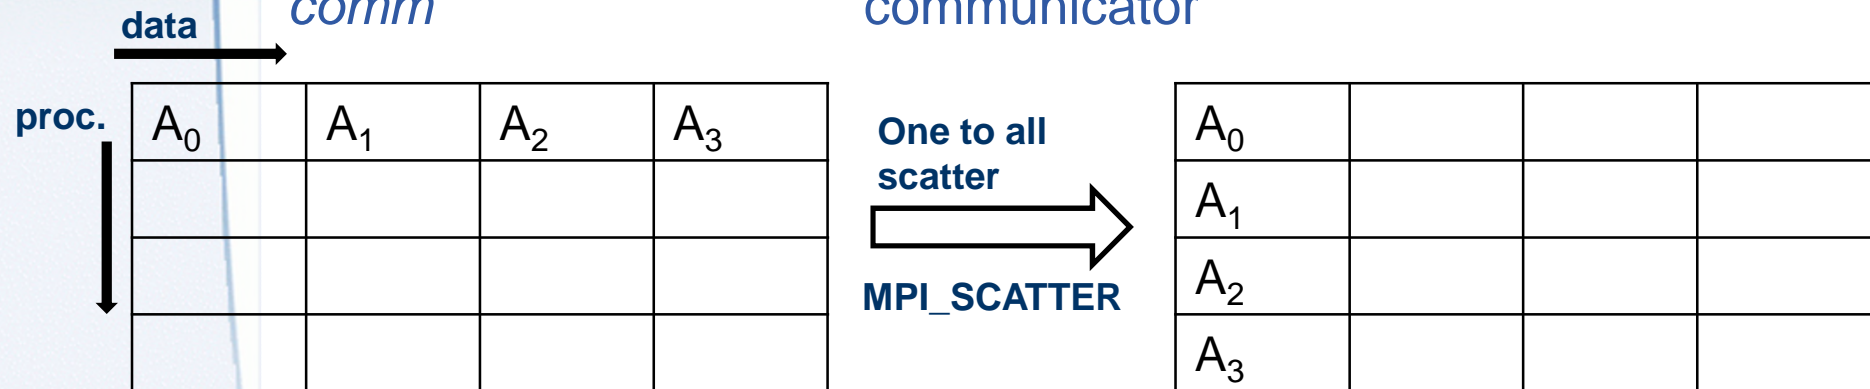 comm communicator
data
proc. A₀ A₁ A₂ A₃
One to all
scatter
MPI_SCATTER
A₀
A₁
A₂
A₃